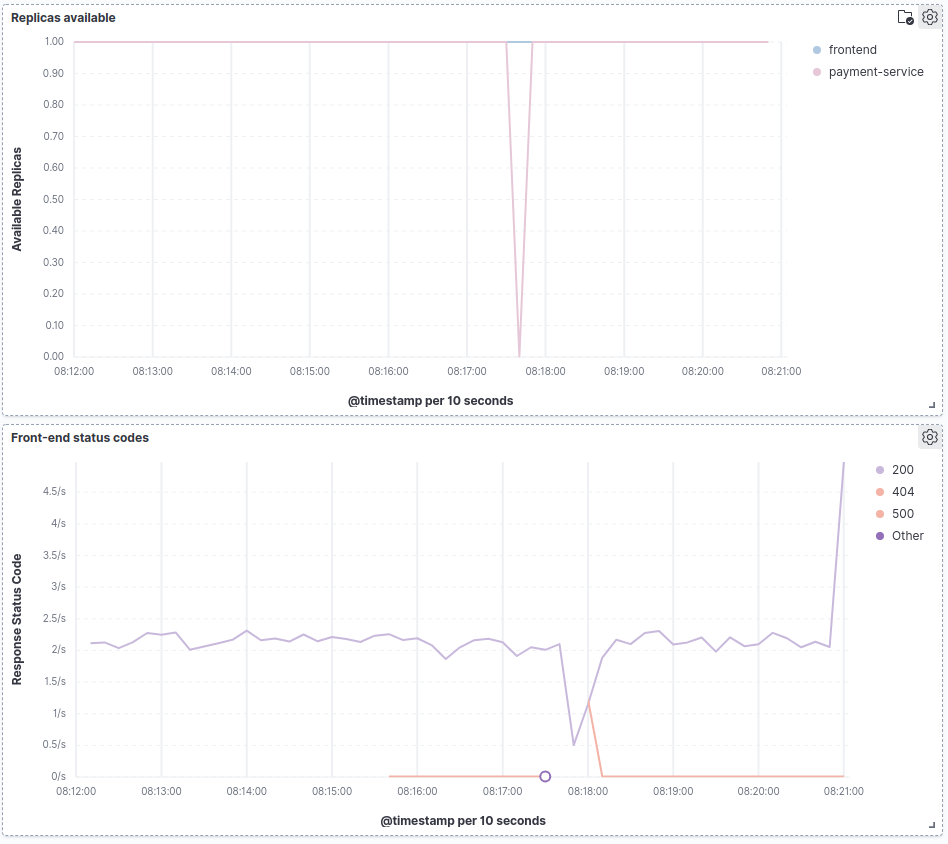 Replicas available
1.00
0.90
0.80
0.70
0.60
0.50
0.40
0.30
0.20
0.10
0.00
Available Replicas
08:12:00 08:13:00 08:14:00 08:15:00 08:16:00 08:17:00 08:18:00 08:19:00 08:20:00 08:21:00
@timestamp per 10 seconds
frontend
payment-service
Front-end status codes
4.5/s
4/s
3.5/s
3/s
2.5/s
2/s
1.5/s
1/s
0.5/s
0/s
Response Status Code
08:12:00 08:13:00 08:14:00 08:15:00 08:16:00 08:17:00 08:18:00 08:19:00 08:20:00 08:21:00
@timestamp per 10 seconds
200
404
500
Other